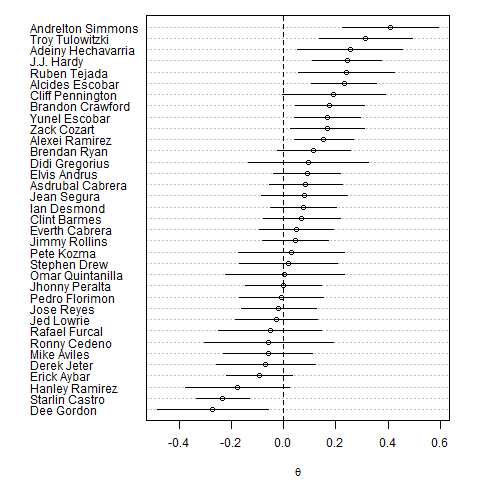 Andrelton Simmons
Troy Tulowitzki
Adeiny Hechavarria
J.J. Hardy
Ruben Tejada
Alcides Escobar
Cliff Pennington
Brandon Crawford
Yunel Escobar
Zack Cozart
Alexei Ramirez
Brendan Ryan
Didi Gregorius
Elvis Andrus
Asdrubal Cabrera
Jean Segura
Ian Desmond
Clint Barmes
Everth Cabrera
Jimmy Rollins
Pete Kozma
Stephen Drew
Omar Quintanilla
Jhonny Peralta
Pedro Florimon
Jose Reyes
Jed Lowrie
Rafael Furcal
Ronny Cedeno
Mike Aviles
Derek Jeter
Erick Aybar
Hanley Ramirez
Starlin Castro
Dee Gordon
-0.4 -0.2 0.0 0.2 0.4 0.6
θ